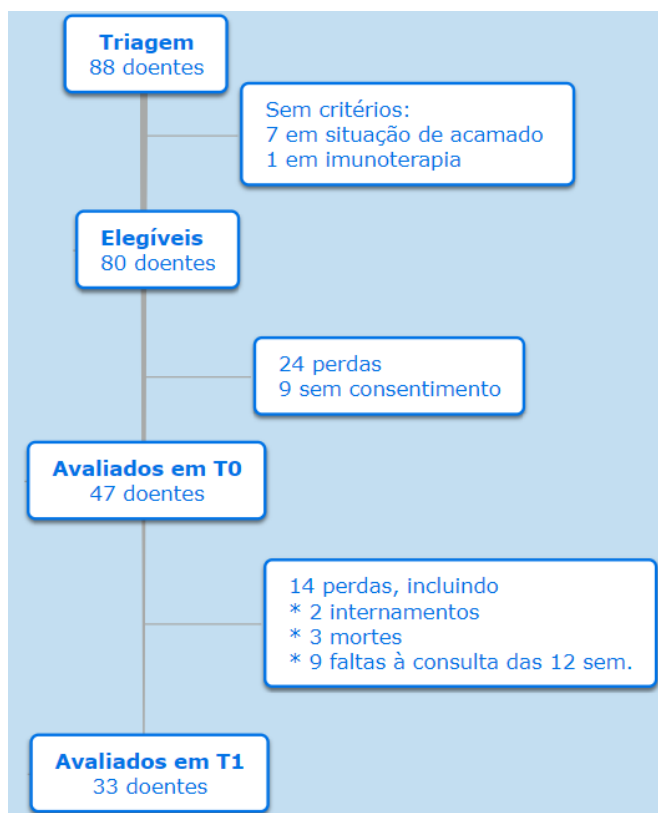 Triagem
88 doentes
Sem critérios:
7 em situação de acamado
1 em imunoterapia
Elegíveis
80 doentes
24 perdas
9 sem consentimento
Avaliados em T0
47 doentes
14 perdas, incluindo
* 2 internamentos
* 3 mortes
* 9 faltas à consulta das 12 sem.
Avaliados em T1
33 doentes